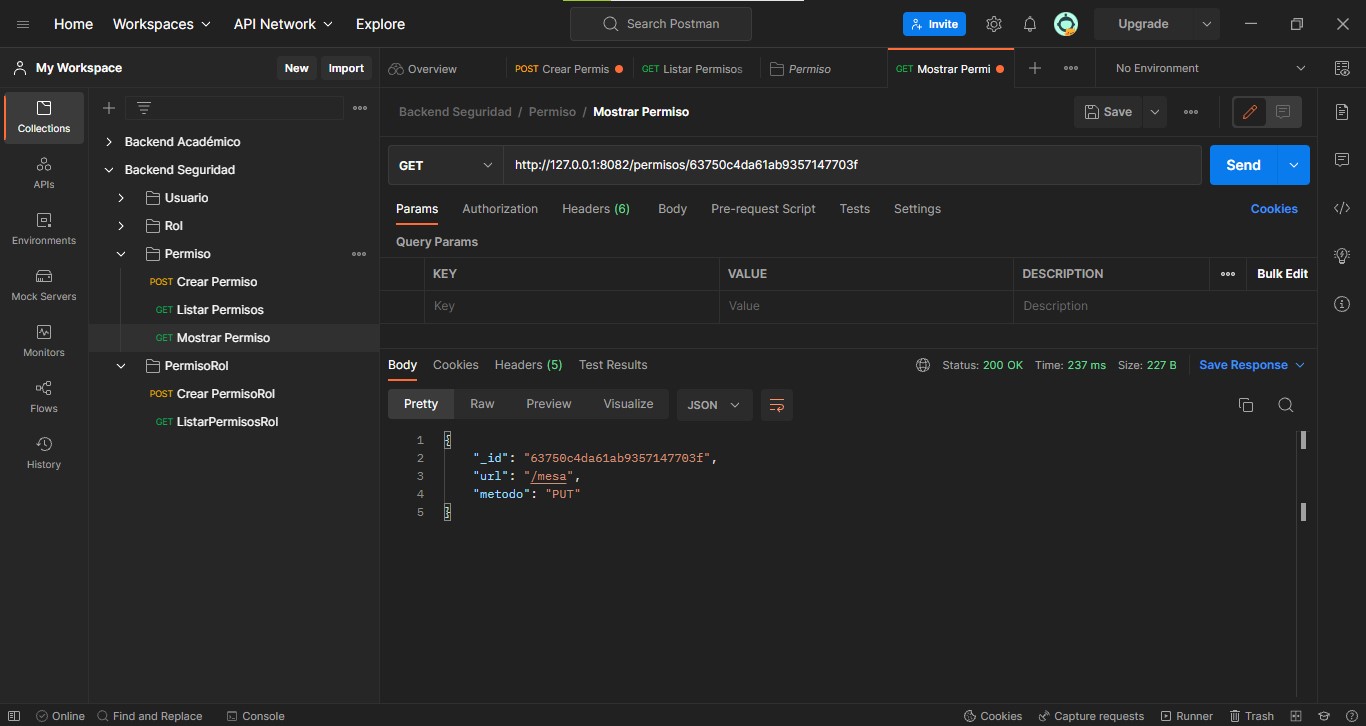 Home Workspaces API Network Explore Search Postman Invite Upgrade
My Workspace New Import Overview POST Crear Permis GET Listar Permisos Permiso GET Mostrar Permi No Environment
Collections
APIs
Environments
Mock Servers
Monitors
Flows
History
Backend Académico
Backend Seguridad
Usuario
Rol
Permiso
POST Crear Permiso
GET Listar Permisos
GET Mostrar Permiso
PermisoRol
POST Crear PermisoRol
GET ListarPermisosRol
Backend Seguridad / Permiso / Mostrar Permiso Save
GET http://127.0.0.1:8082/permisos/63750c4da61ab9357147703f Send
Params Authorization Headers (6) Body Pre-request Script Tests Settings Cookies
Query Params
KEY VALUE DESCRIPTION Bulk Edit
Key Value Description
Body Cookies Headers (5) Test Results Status: 200 OK Time: 237 ms Size: 227 B Save Response
Pretty Raw Preview Visualize JSON
1 {
2 "_id": "63750c4da61ab9357147703f",
3 "url": "/mesa",
4 "metodo": "PUT"
5 }
Online Find and Replace Console Cookies Capture requests Runner Trash